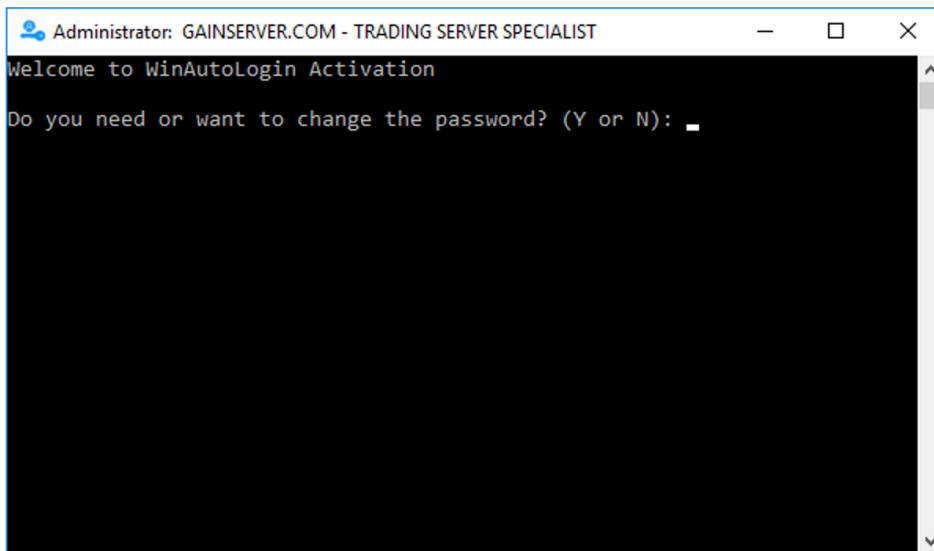 Administrator: GAINSERVER.COM - TRADING SERVER SPECIALIST
Welcome to WinAutoLogin Activation
Do you need or want to change the password? (Y or N):